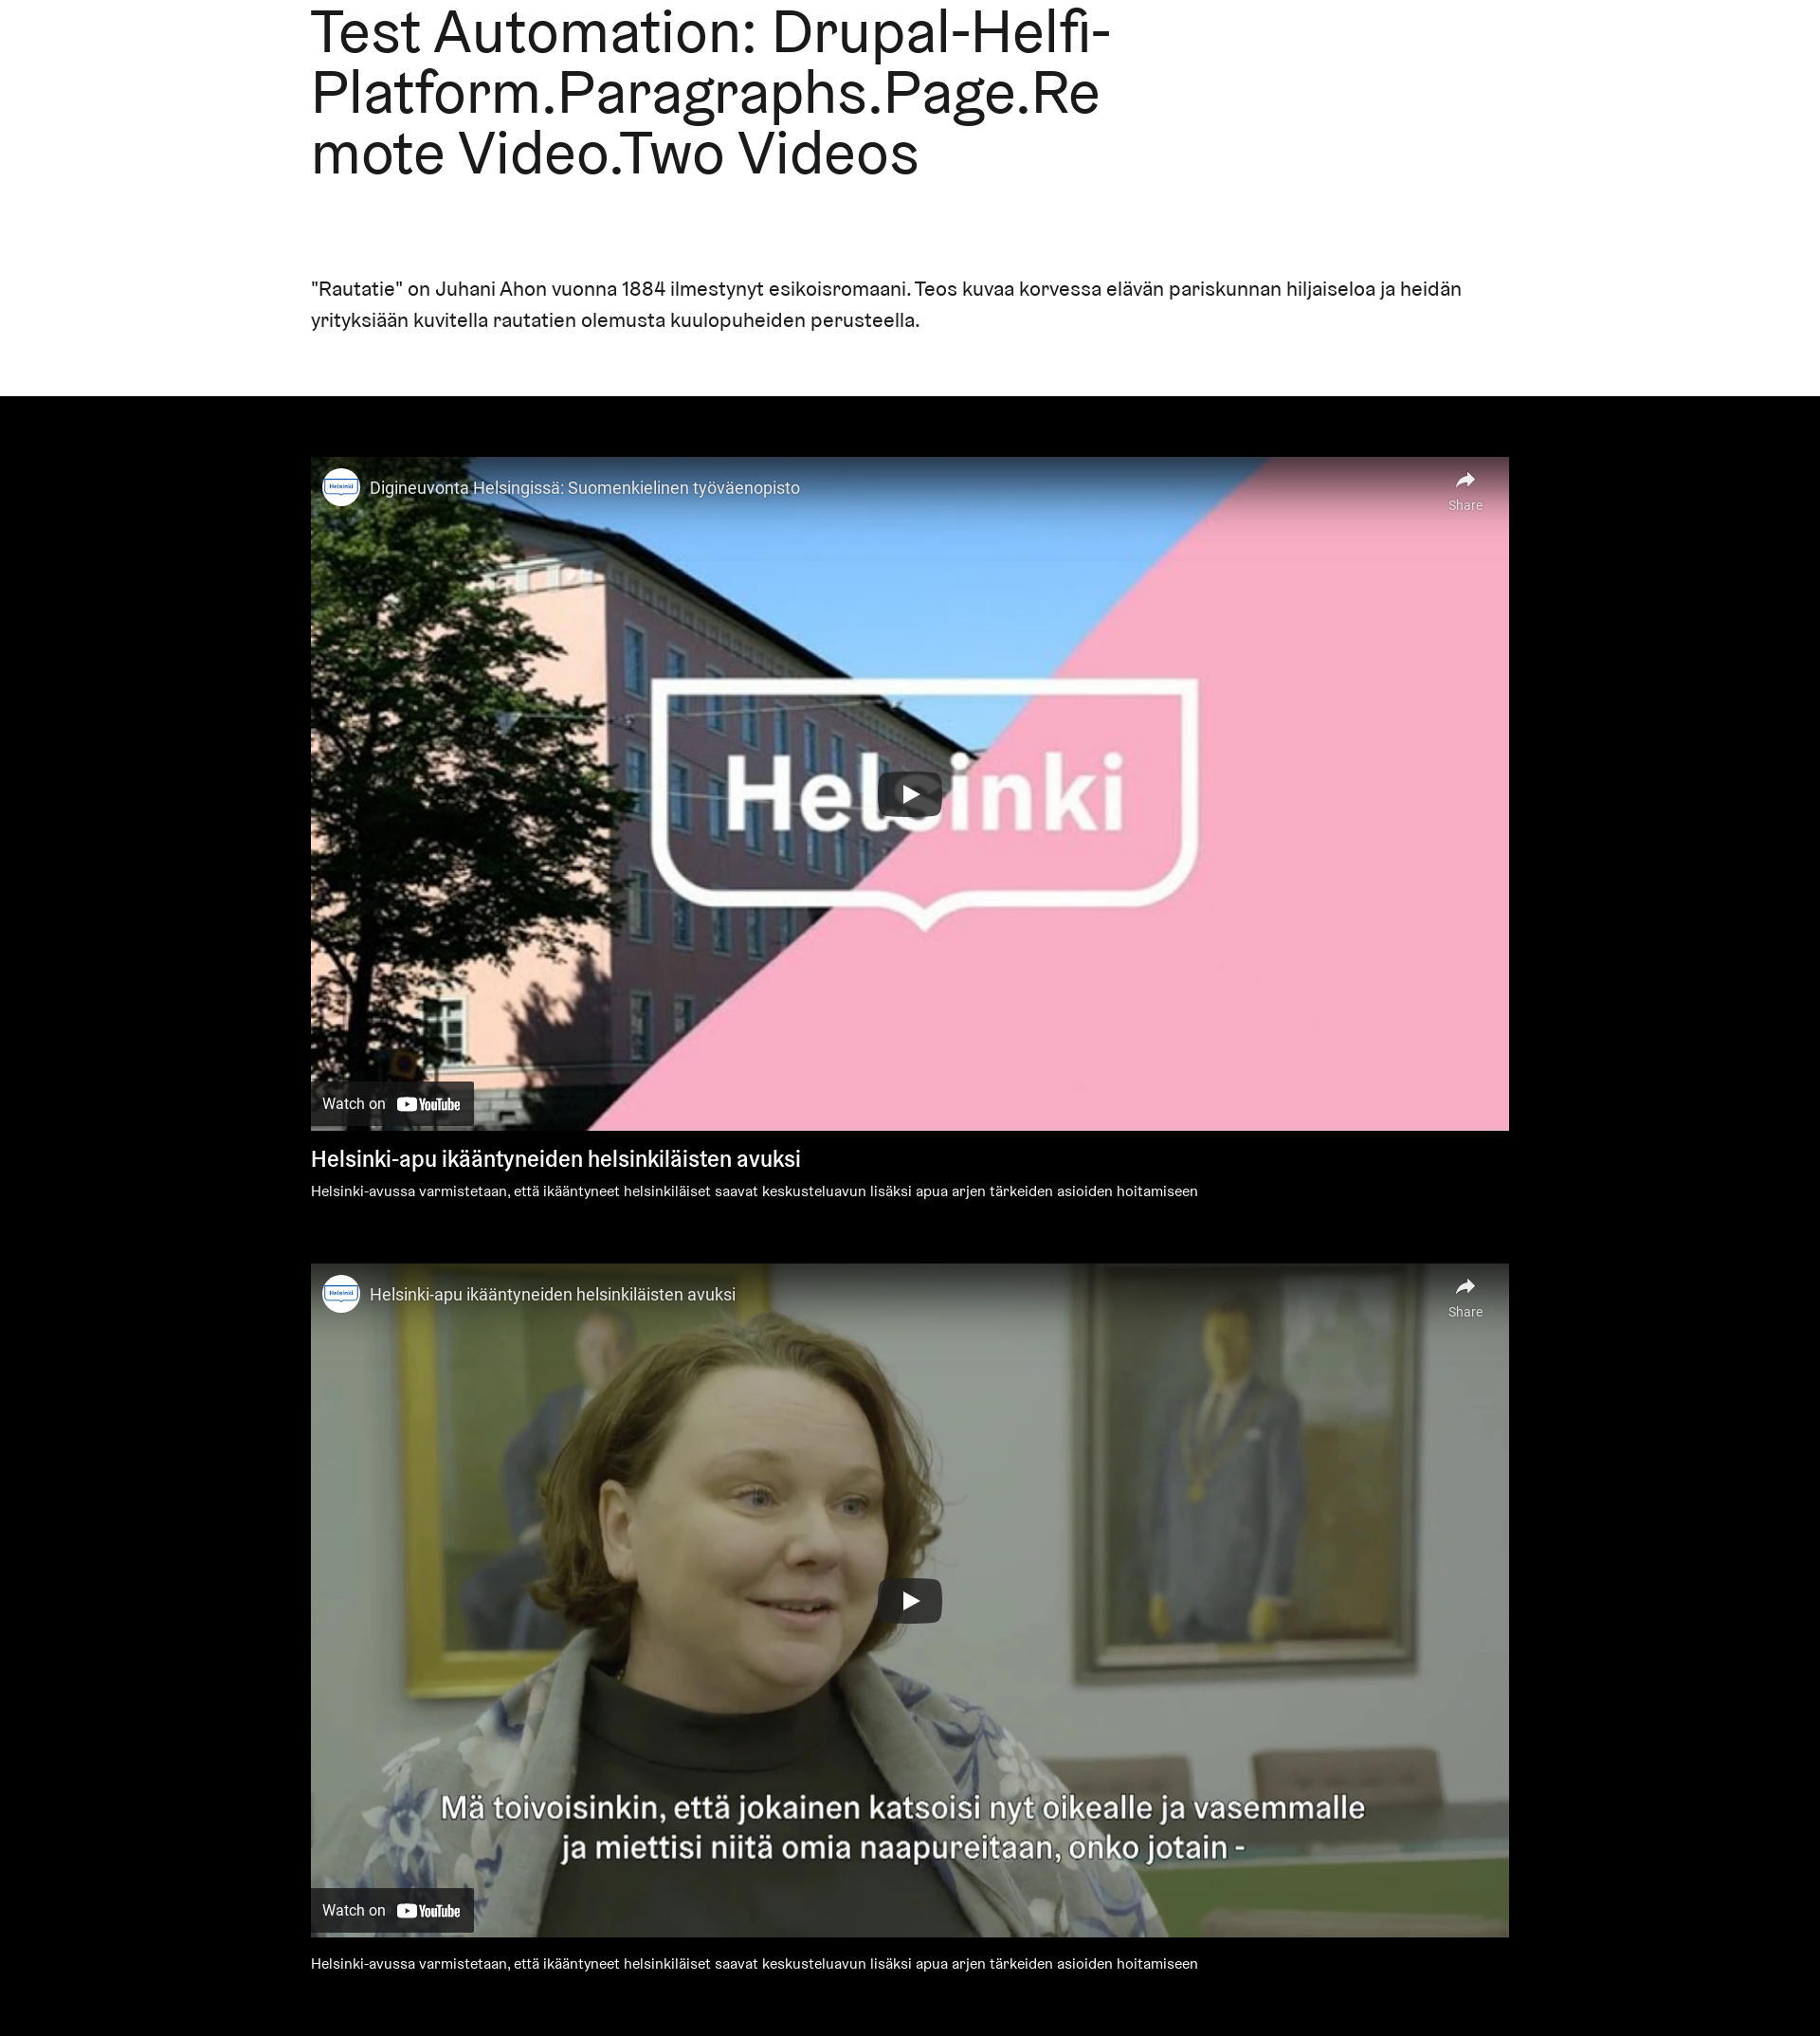 Test Automation: Drupal-Helfi-
Platform.Paragraphs.Page.Re
mote Video.Two Videos
"Rautatie" on Juhani Ahon vuonna 1884 ilmestynyt esikoisromaani. Teos kuvaa korvessa elävän pariskunnan hiljaiseloa ja heidän
yrityksiään kuvitella rautatien olemusta kuulopuheiden perusteella.
Helsinki
Digineuvonta Helsingissä: Suomenkielinen työväenopisto
Share
Helsinki
Watch on YouTube
Helsinki-apu ikääntyneiden helsinkiläisten avuksi
Helsinki-avussa varmistetaan, että ikääntyneet helsinkiläiset saavat keskusteluavun lisäksi apua arjen tärkeiden asioiden hoitamiseen
Helsinki
Helsinki-apu ikääntyneiden helsinkiläisten avuksi
Share
Mä toivoisinkin, että jokainen katsoisi nyt oikealle ja vasemmalle
ja miettisi niitä omia naapureitaan, onko jotain -
Watch on YouTube
Helsinki-avussa varmistetaan, että ikääntyneet helsinkiläiset saavat keskusteluavun lisäksi apua arjen tärkeiden asioiden hoitamiseen